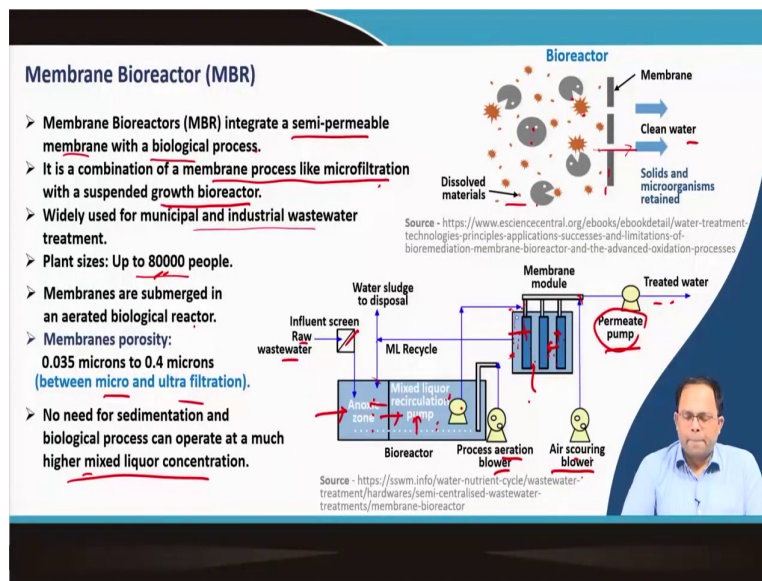 Membrane Bioreactor (MBR)
➤ Membrane Bioreactors (MBR) integrate a semi-permeable
membrane with a biological process.
➤ It is a combination of a membrane process like microfiltration
with a suspended growth bioreactor.
➤ Widely used for municipal and industrial wastewater
treatment.
➤ Plant sizes: Up to 80000 people.
➤ Membranes are submerged in
an aerated biological reactor.
➤ Membranes porosity:
0.035 microns to 0.4 microns
(between micro and ultra filtration).
➤ No need for sedimentation and
biological process can operate at a much
higher mixed liquor concentration.
Bioreactor
Membrane
Clean water
Solids and
microorganisms
retained
Dissolved
materials
Source - https://www.esciencecentral.org/ebooks/ebookdetail/water-treatment-
technologies-principles-applications-successes-and-limitations-of-
bioremediation-membrane-bioreactor-and-the-advanced-oxidation-processes
Membrane
module
Treated water
Permeate
pump
Water sludge
to disposal
Influent screen
Raw
wastewater
ML Recycle
Anoxic
zone
Mixed liquor
recirculation
pump
Bioreactor
Process aeration
blower
Air scouring
blower
Source - https://sswm.info/water-nutrient-cycle/wastewater-
treatment/hardwares/semi-centralised-wastewater-
treatments/membrane-bioreactor